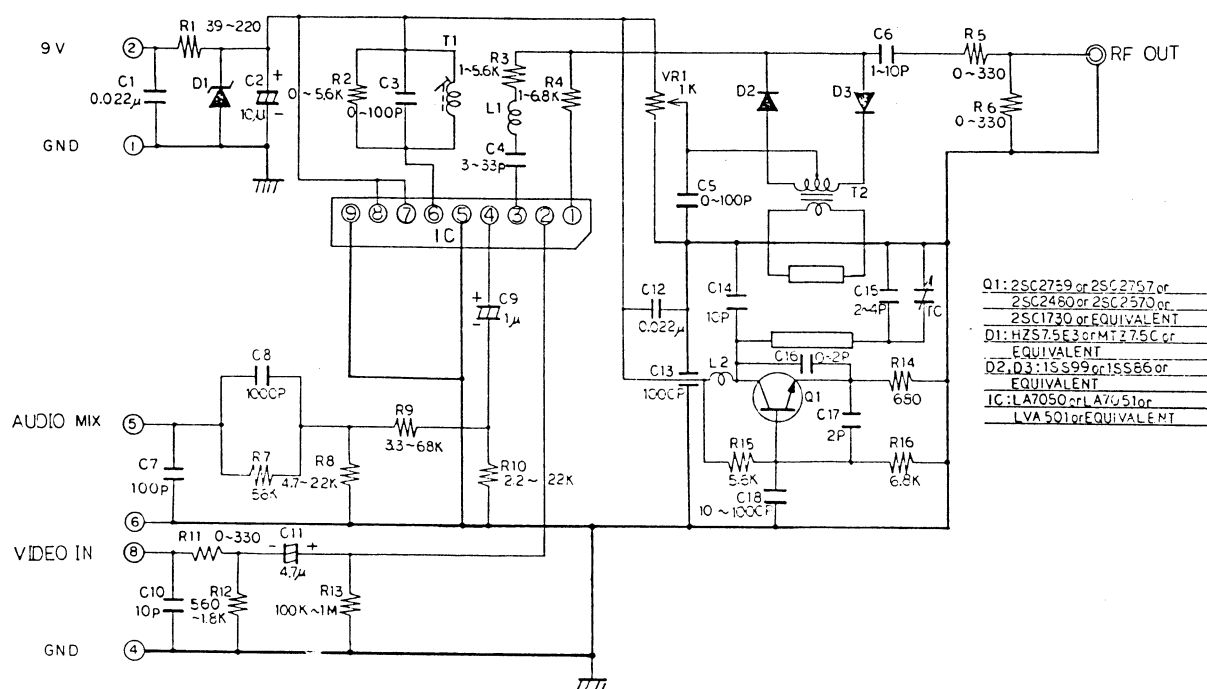 9V
②
R1 39~220
C1
0.022μ
D1
C2
+
10μ
-
GND
①
R2
0~5.6K
C3
0~100P
T1
R3
1~5.6K
L1
C4
3~33p
R4
1~6.8K
VR1
1K
D2
D3
C6
1~10P
R5
0~330
R6
0~330
RF OUT
C5
0~100P
T2
⑨ ⑧ ⑦ ⑥ ⑤ ④ ③ ② ①
IC
C9
+
-
1μ
C12
0.022μ
C14
10P
C15
2~4P
TC
C13
1000P
L2
C16 0~2P
Q1
R14
680
C17
2P
R15
5.6K
R16
6.8K
C18
10~100CP
C8
1000P
AUDIO MIX
⑤
C7
100p
R7
56K
R8
4.7~22K
R9
3.3~68K
R10
2.2~22K
⑥
VIDEO IN
⑧
R11 0~330
C11
- +
4.7μ
C10
10p
R12
560
~1.8K
R13
100K~1M
GND
④
Q1:2SC2759 or 2SC2757 or
2SC2480 or 2SC2570 or
2SC1730 or EQUIVALENT
D1:HZS7.5E3 or MTZ7.5C or
EQUIVALENT
D2,D3:1SS99 or 1SS86 or
EQUIVALENT
IC:LA7050 or LA7051 or
LVA501 or EQUIVALENT